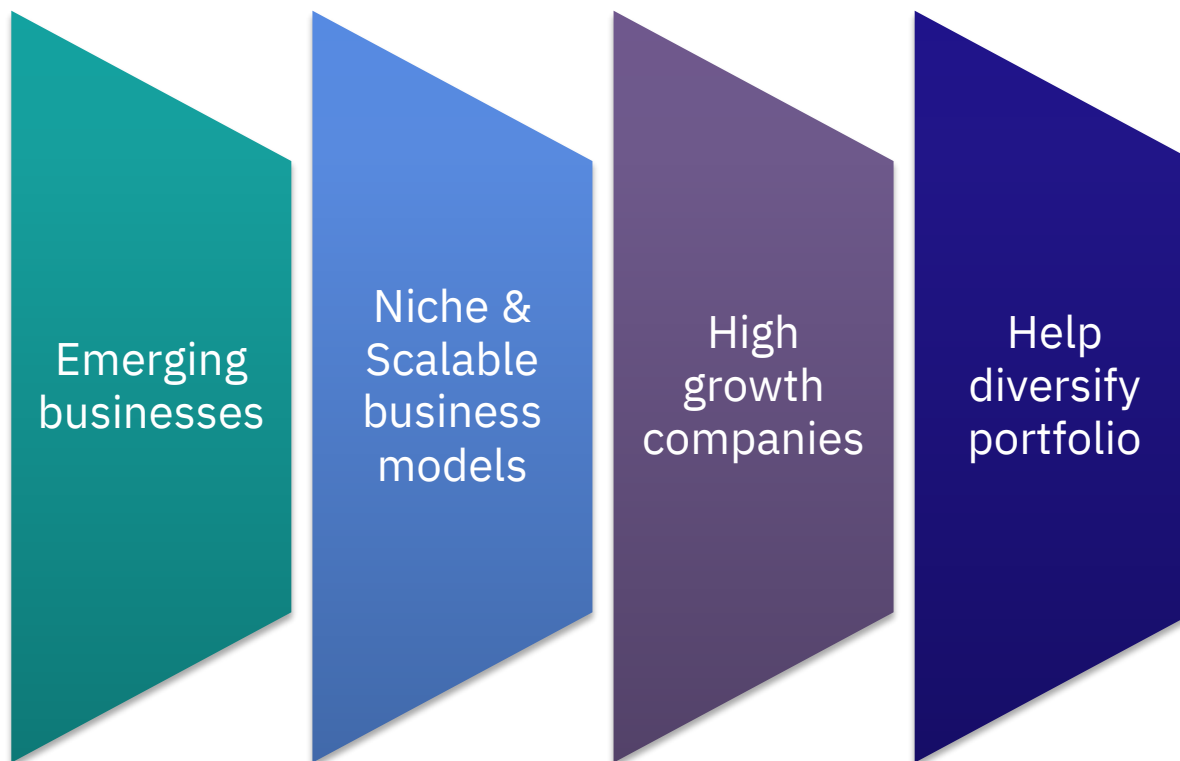 Emerging
businesses
Niche &
Scalable
business
models
High
growth
companies
Help
diversify
portfolio